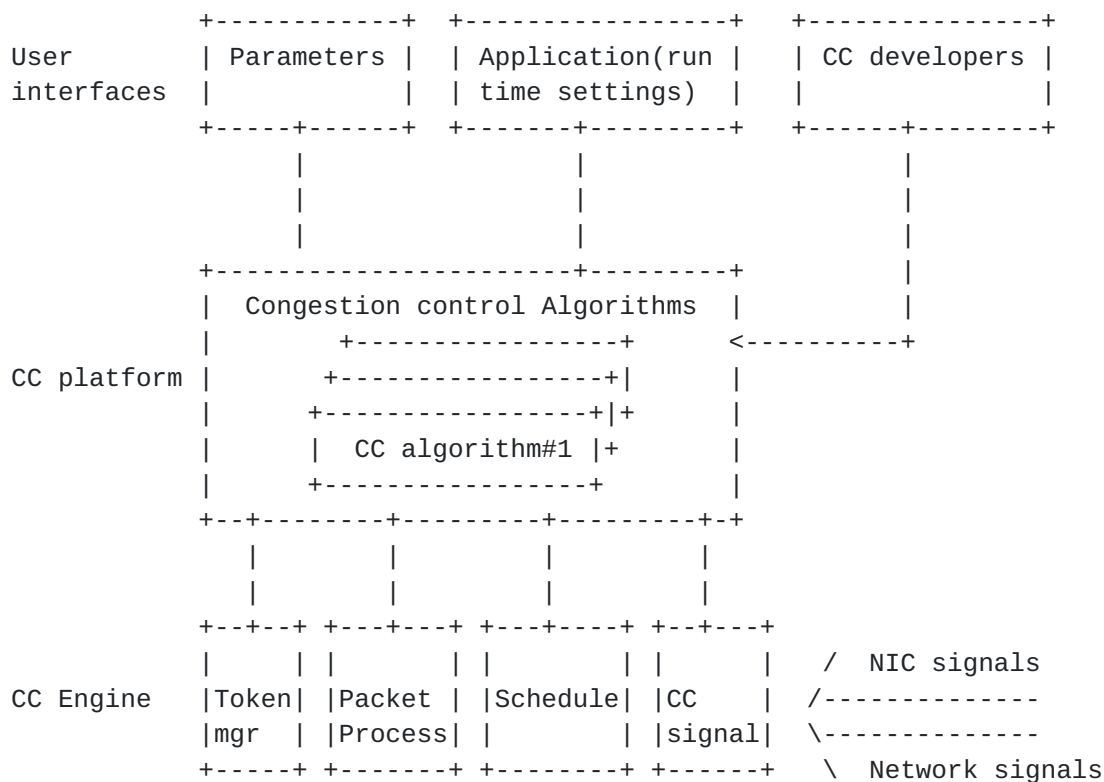 User | Parameters | | Application(run | | CC developers |
interfaces | | | time settings) | | |
Congestion control Algorithms
CC platform
CC algorithm#1
/ NIC signals
CC Engine |Token| |Packet | |Schedule| |CC | /--------------
|mgr | |Process| | | |signal| \--------------
\ Network signals